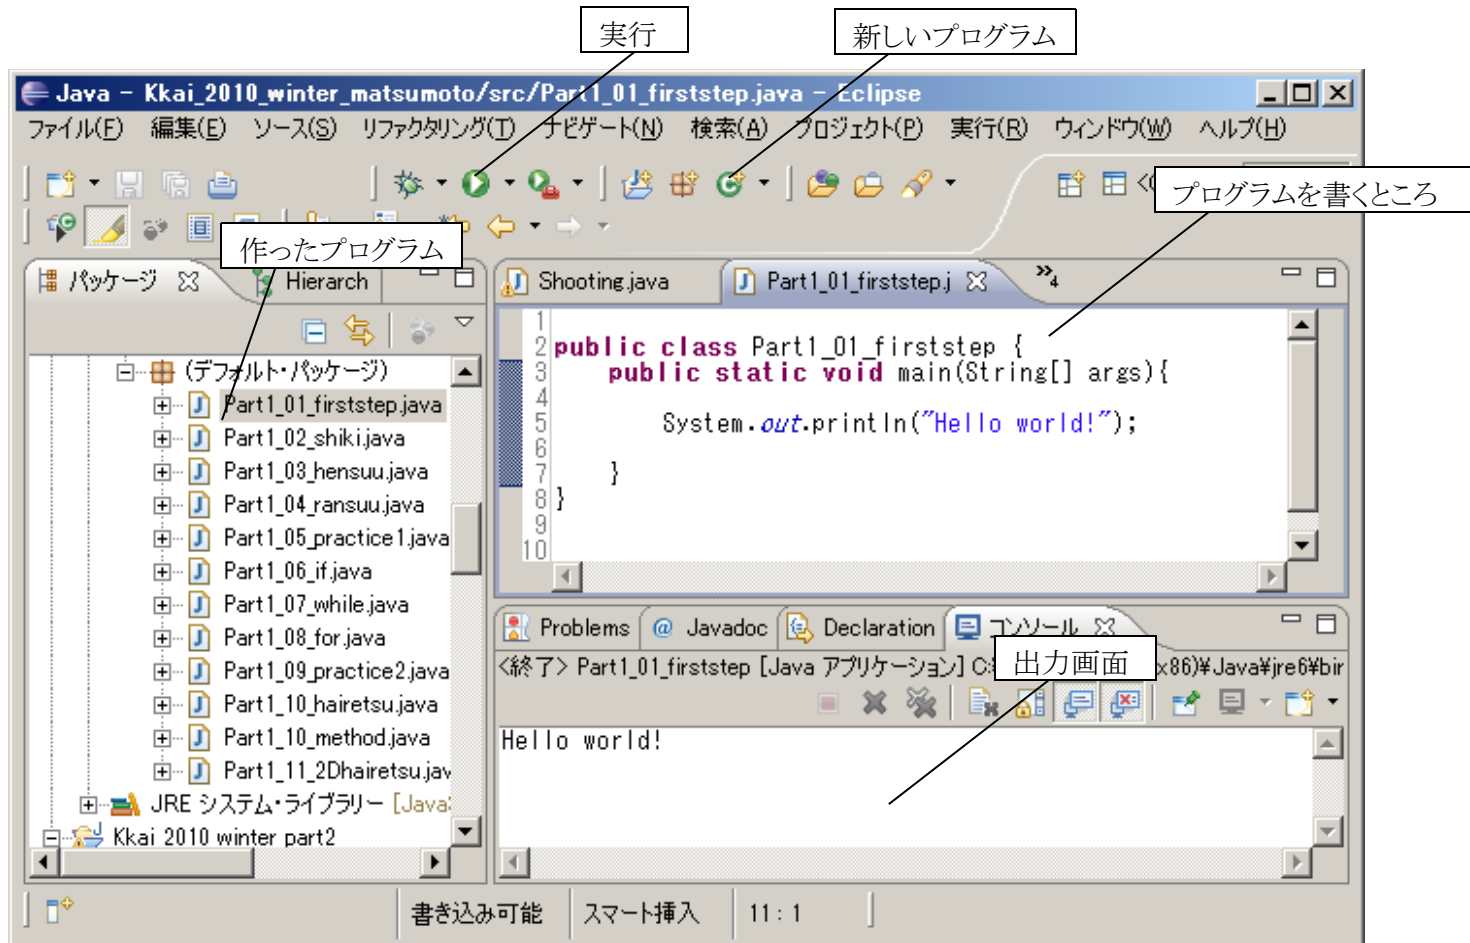 実行
新しいプログラム
Java - Kkai_2010_winter_matsumoto/src/Part1_01_firststep.java - Eclipse
ファイル(F) 編集(E) ソース(S) リファクタリング(T) ナビゲート(N) 検索(A) プロジェクト(P) 実行(R) ウィンドウ(W) ヘルプ(H)
プログラムを書くところ
作ったプログラム
パッケージ
Hierarch
Shooting.java
Part1_01_firststep.j
»4
(デフォルト・パッケージ)
Part1_01_firststep.java
Part1_02_shiki.java
Part1_03_hensuu.java
Part1_04_ransuu.java
Part1_05_practice1.java
Part1_06_if.java
Part1_07_while.java
Part1_08_for.java
Part1_09_practice2.java
Part1_10_hairetsu.java
Part1_10_method.java
Part1_11_2Dhairetsu.jav
JRE システム・ライブラリー [Java
Kkai 2010 winter part2
1
2 public class Part1_01_firststep {
3 public static void main(String[] args){
4
5 System.out.println("Hello world!");
6
7 }
8 }
9
10
Problems @ Javadoc Declaration コンソール
<終了> Part1_01_firststep [Java アプリケーション] C: x86)¥Java¥jre6¥bin
出力画面
Hello world!
書き込み可能 スマート挿入 11 : 1